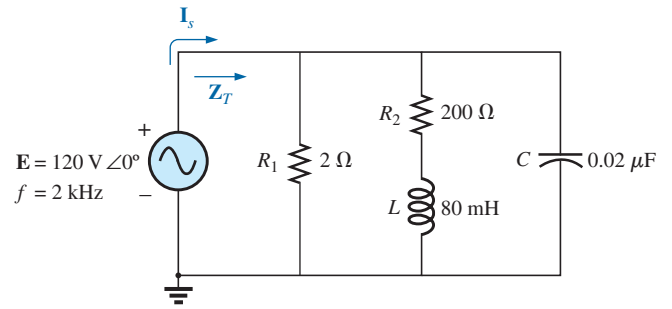 I_s
Z_T
+
E = 120 V ∠0°
f = 2 kHz
–
R_1
2 Ω
R_2
200 Ω
L
80 mH
C
0.02 μF